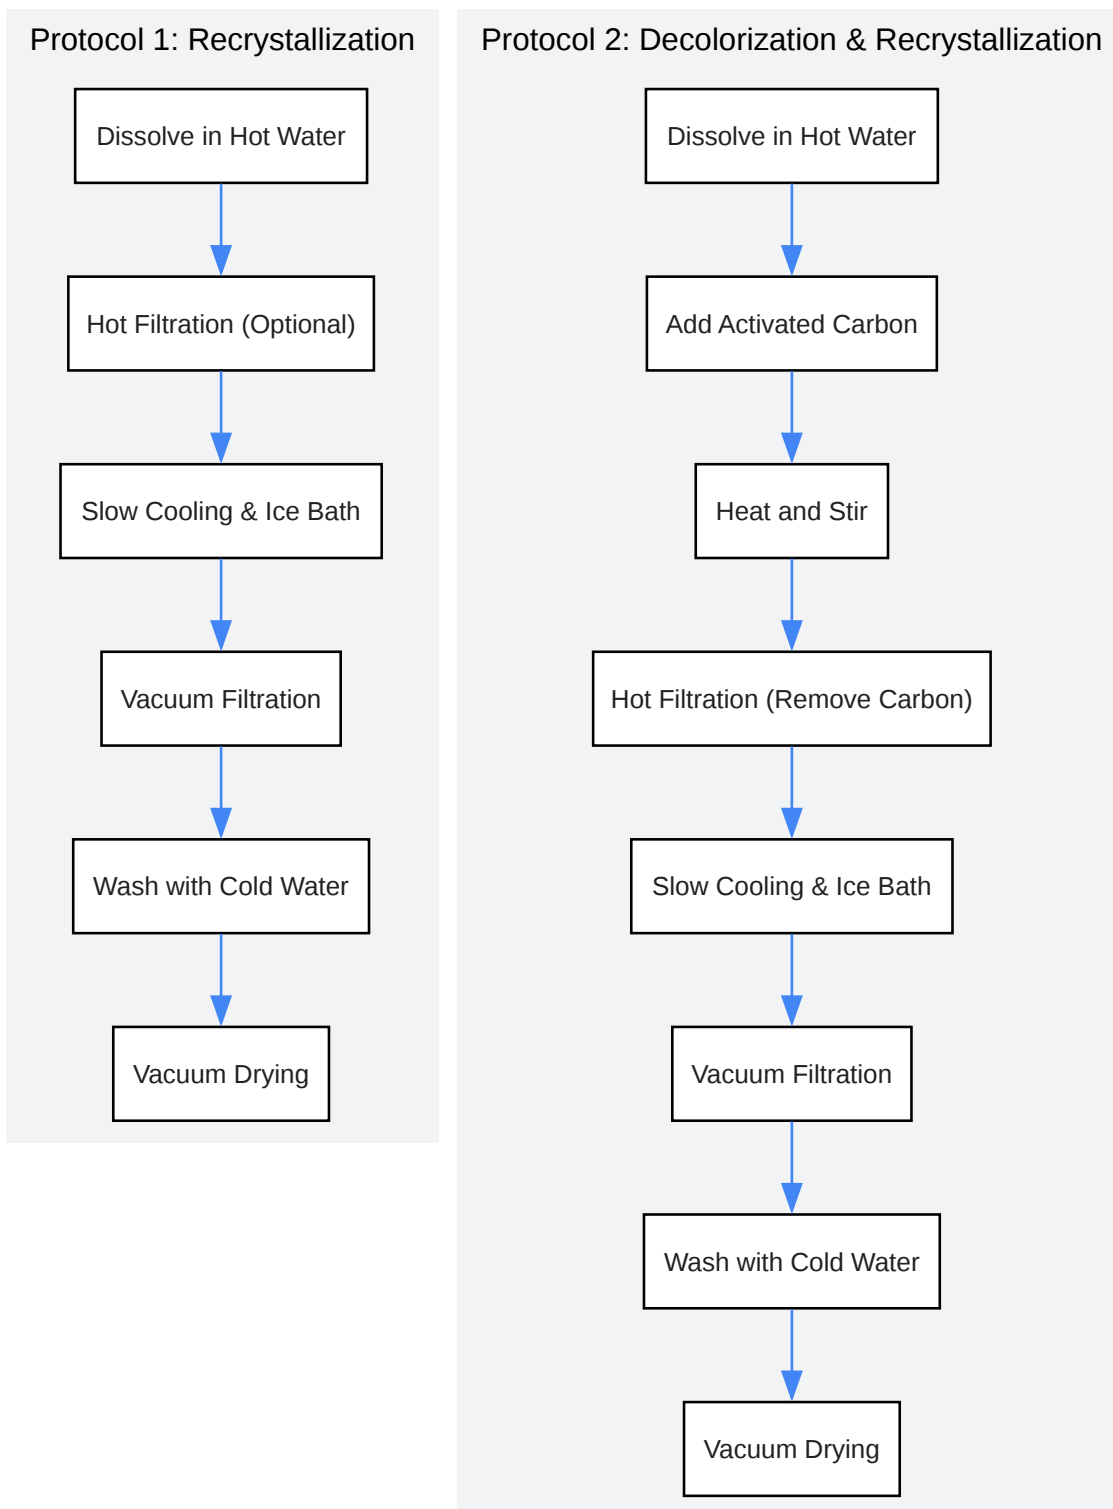 Protocol 1: Recrystallization
Dissolve in Hot Water
Hot Filtration (Optional)
Slow Cooling & Ice Bath
Vacuum Filtration
Wash with Cold Water
Vacuum Drying
Protocol 2: Decolorization & Recrystallization
Dissolve in Hot Water
Add Activated Carbon
Heat and Stir
Hot Filtration (Remove Carbon)
Slow Cooling & Ice Bath
Vacuum Filtration
Wash with Cold Water
Vacuum Drying